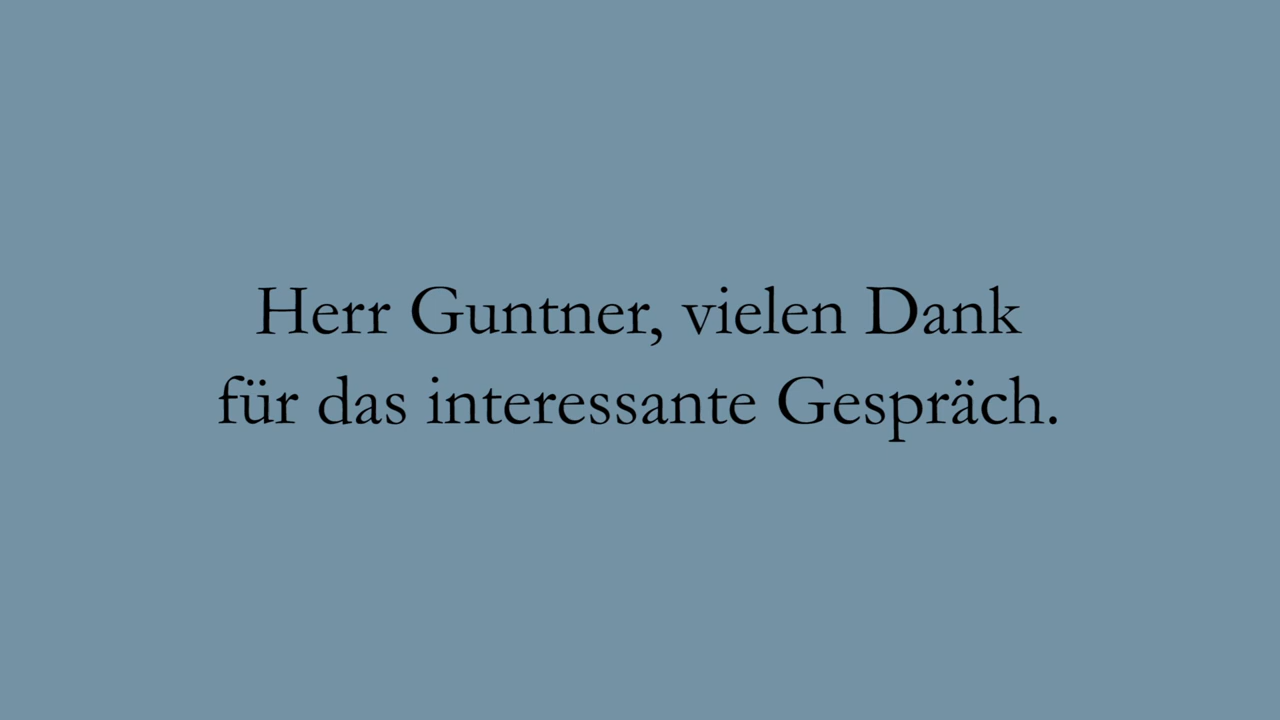 Herr Guntner, vielen Dank
für das interessante Gespräch.